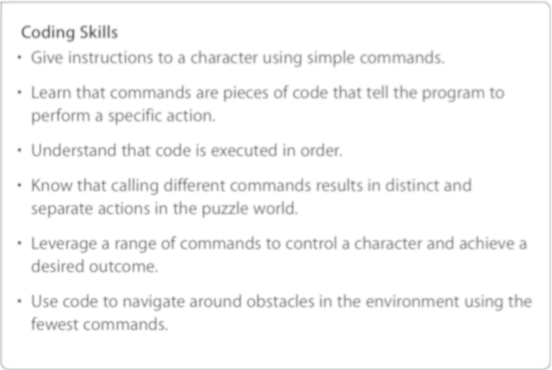 Coding Skills
• Give instructions to a character using simple commands.
• Learn that commands are pieces of code that tell the program to
perform a specific action.
• Understand that code is executed in order.
• Know that calling different commands results in distinct and
separate actions in the puzzle world.
• Leverage a range of commands to control a character and achieve a
desired outcome.
• Use code to navigate around obstacles in the environment using the
fewest commands.